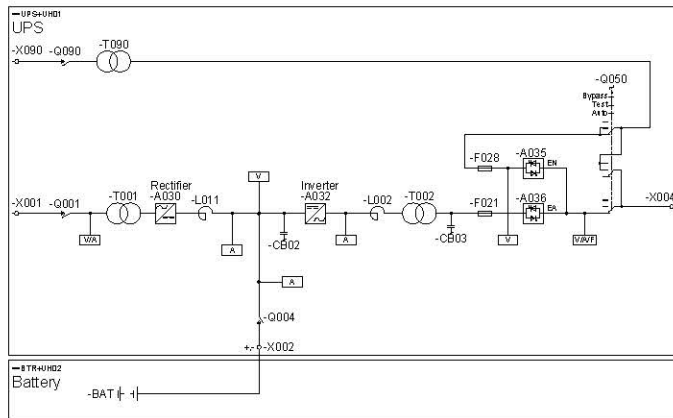 UPS+UH01
UPS
-T090
-X090 -Q090
-Q050
Bypass
Test
Auto
-F028 -A035 EN
Rectifier Inverter
-T001 -A030 -L011 V -A032 -L002 -T002 -F021 -A036 EA
-X001 -Q001 -X004
V/A A -CB02 A -CB03 V V/A/F
A
-Q004
+,- -X002
BTR+UH02
Battery
-BAT